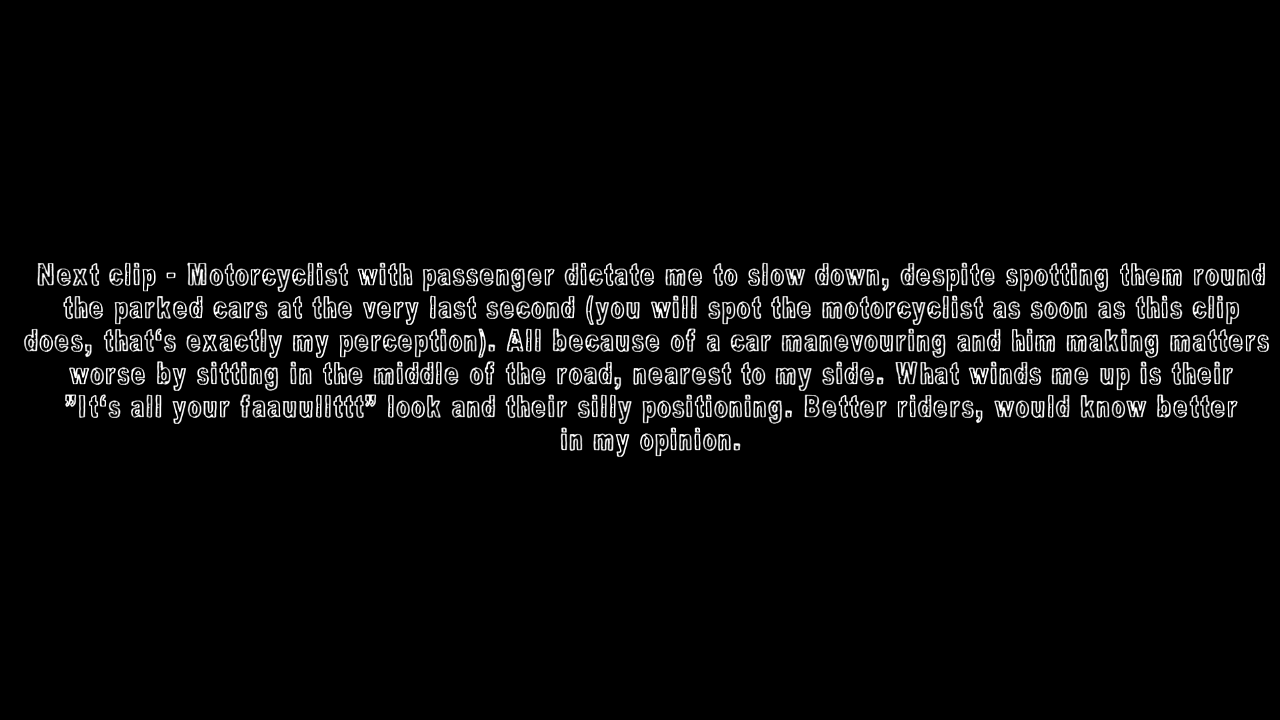 Next clip - Motorcyclist with passenger dictate me to slow down, despite spotting them round
the parked cars at the very last second (you will spot the motorcyclist as soon as this clip
does, that's exactly my perception). All because of a car manevouring and him making matters
worse by sitting in the middle of the road, nearest to my side. What winds me up is their
"It's all your faauullttt" look and their silly positioning. Better riders, would know better
in my opinion.